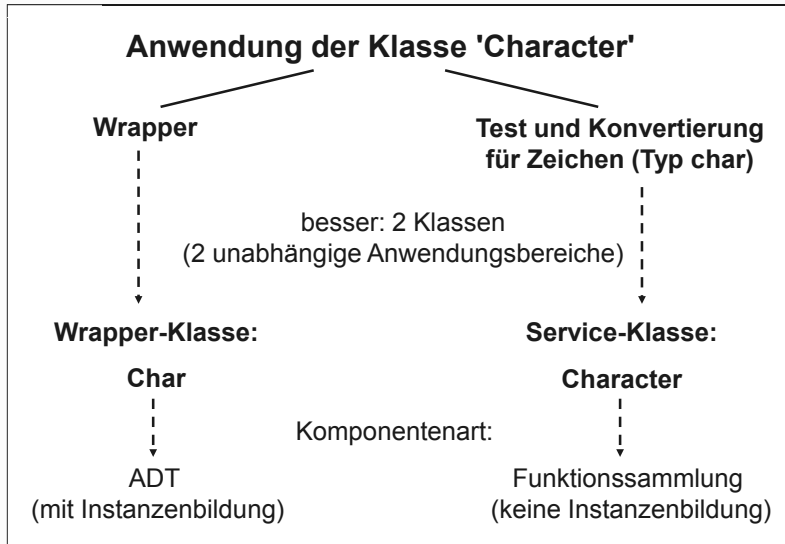 Anwendung der Klasse 'Character'
Wrapper
Test und Konvertierung
für Zeichen (Typ char)
besser: 2 Klassen
(2 unabhängige Anwendungsbereiche)
Wrapper-Klasse:
Char
Service-Klasse:
Character
Komponentenart:
ADT
(mit Instanzenbildung)
Funktionssammlung
(keine Instanzenbildung)